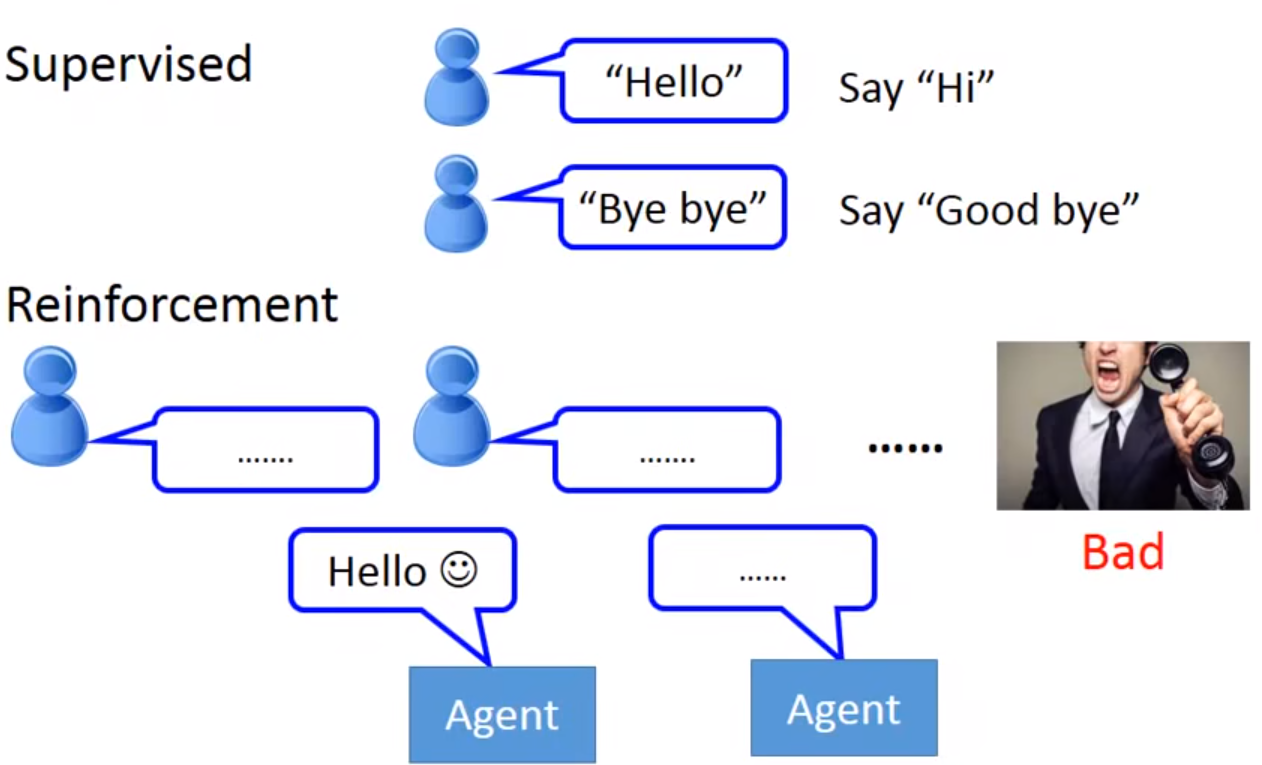 Supervised
“Hello”
Say “Hi”
“Bye bye”
Say “Good bye”
Reinforcement
.......
.......
......
Bad
Hello ☺
......
Agent
Agent